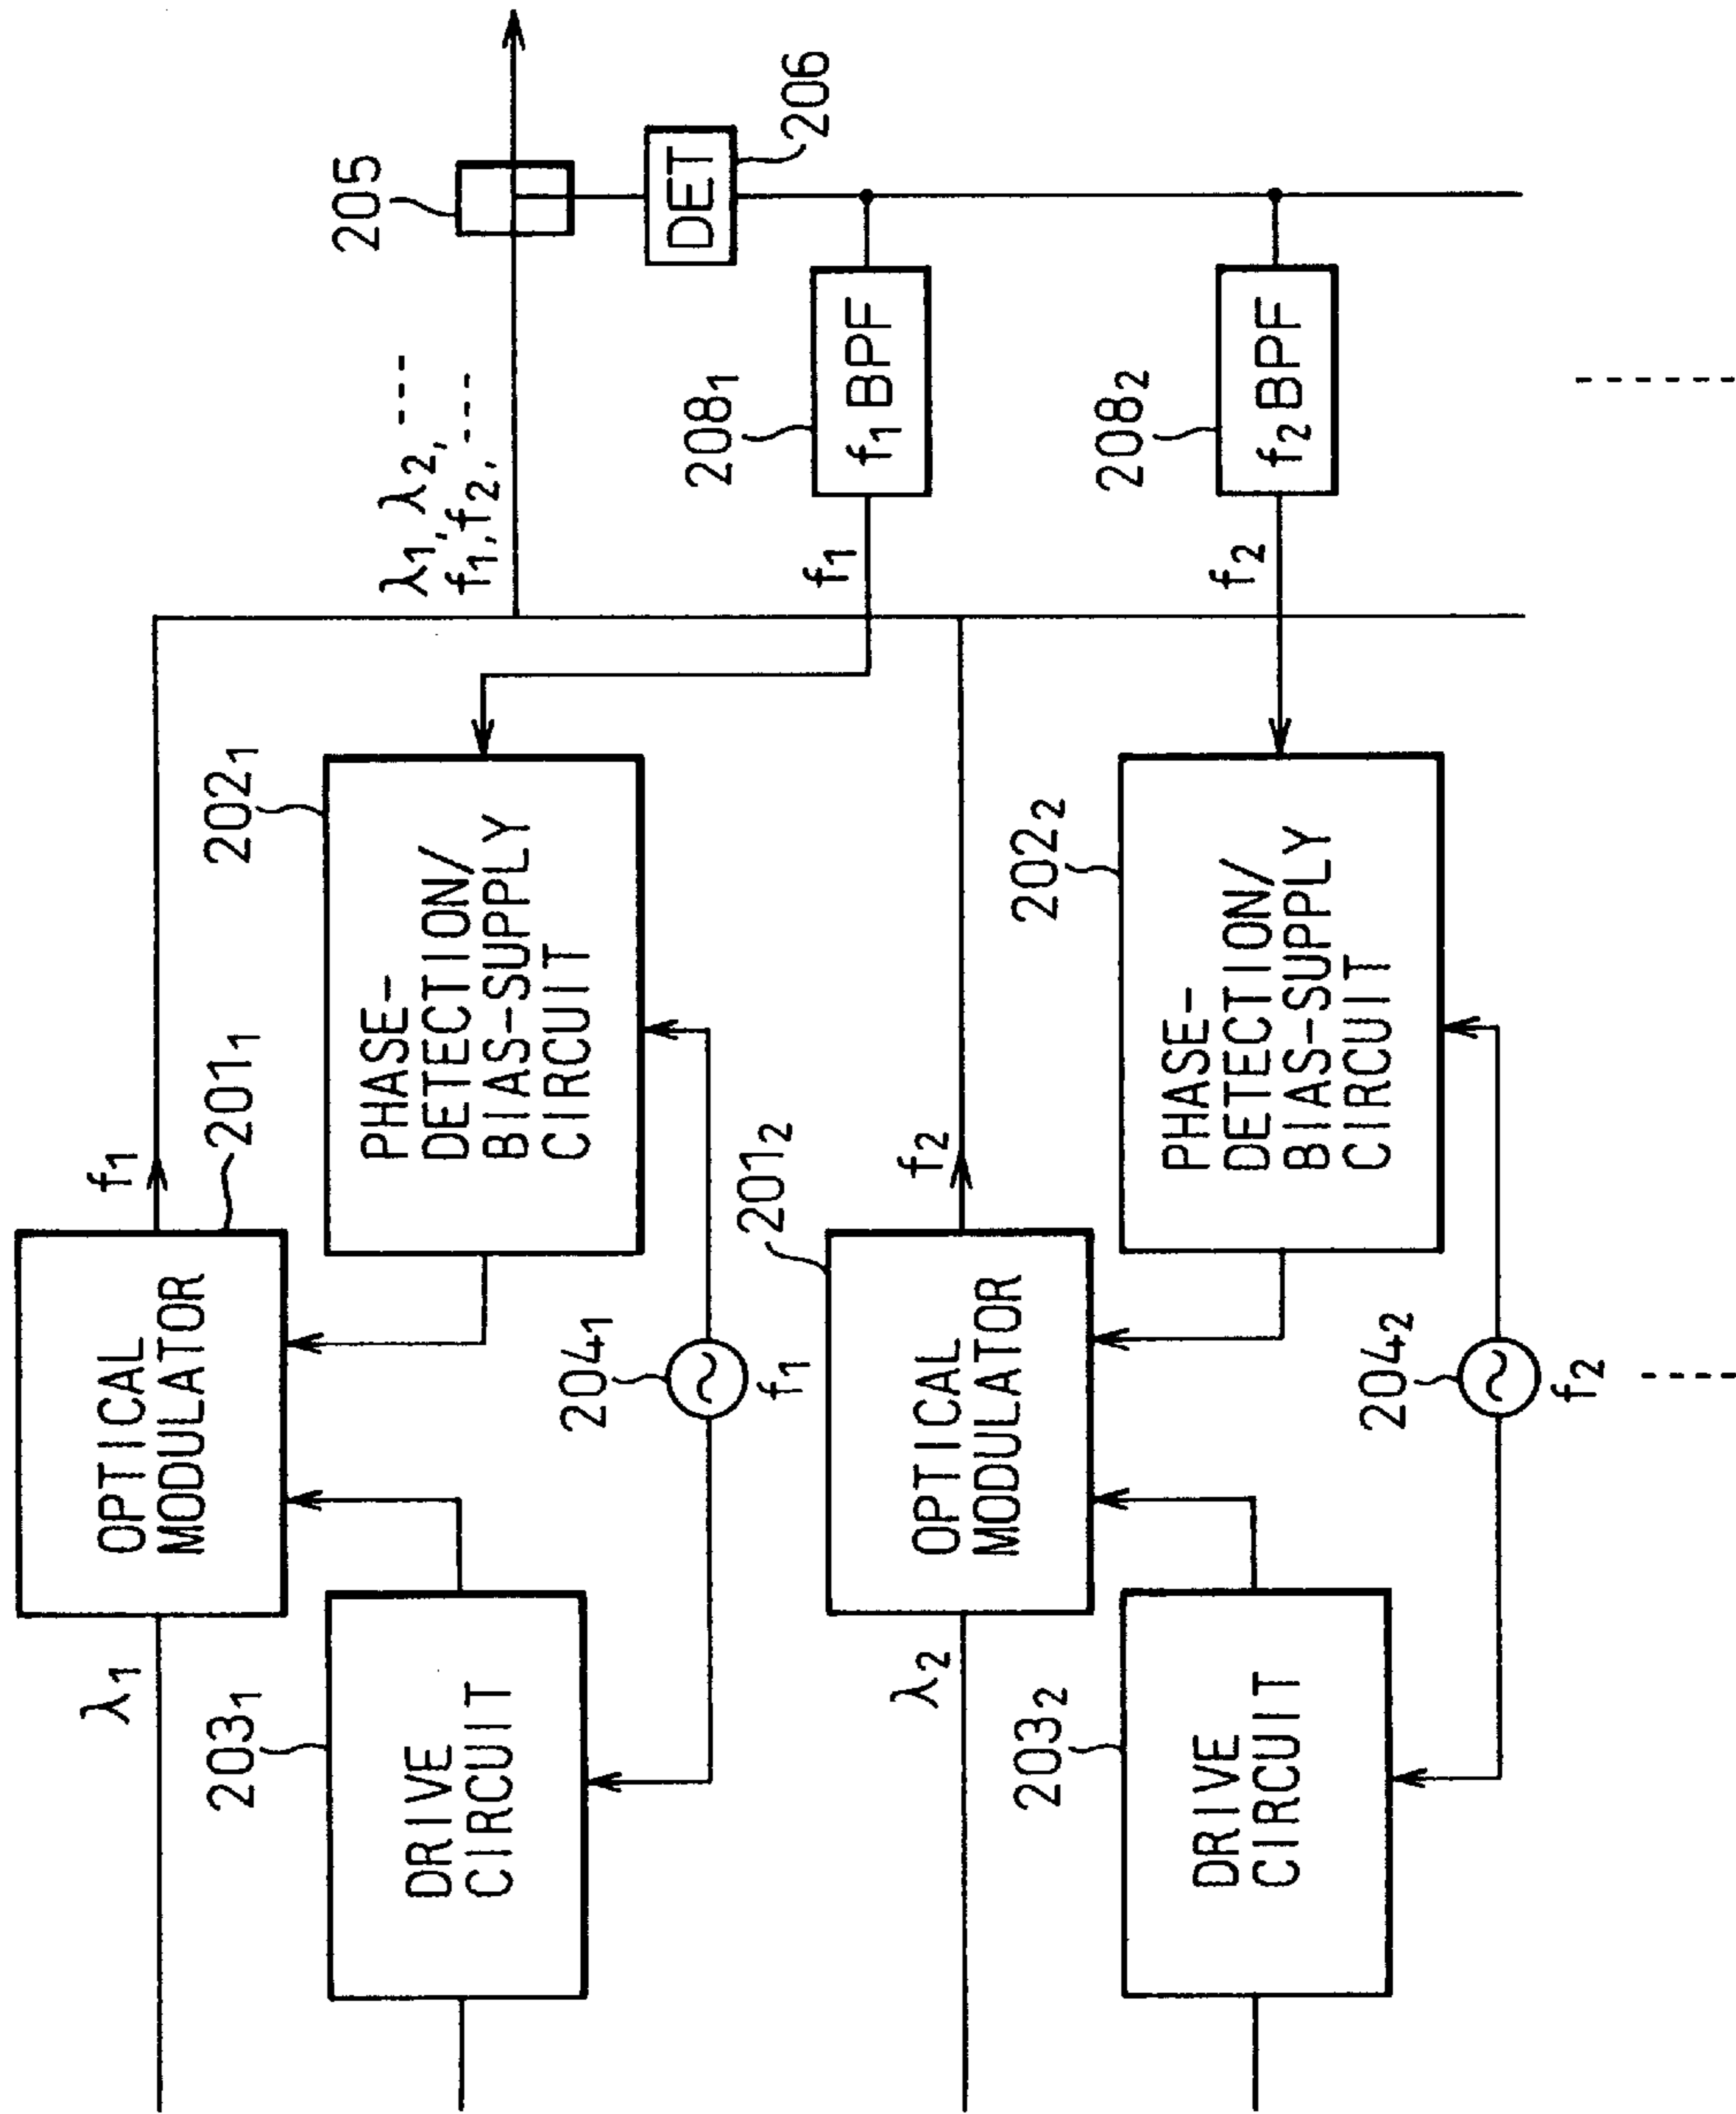 λ₁
OPTICAL
MODULATOR
f₁
201₁
203₁
DRIVE
CIRCUIT
202₁
PHASE-
DETECTION/
BIAS-SUPPLY
CIRCUIT
204₁
f₁
λ₁, λ₂, ---
f₁, f₂, ---
205
DET
206
208₁
f₁ BPF
f₁
λ₂
OPTICAL
MODULATOR
f₂
201₂
203₂
DRIVE
CIRCUIT
202₂
PHASE-
DETECTION/
BIAS-SUPPLY
CIRCUIT
204₂
f₂
208₂
f₂ BPF
f₂